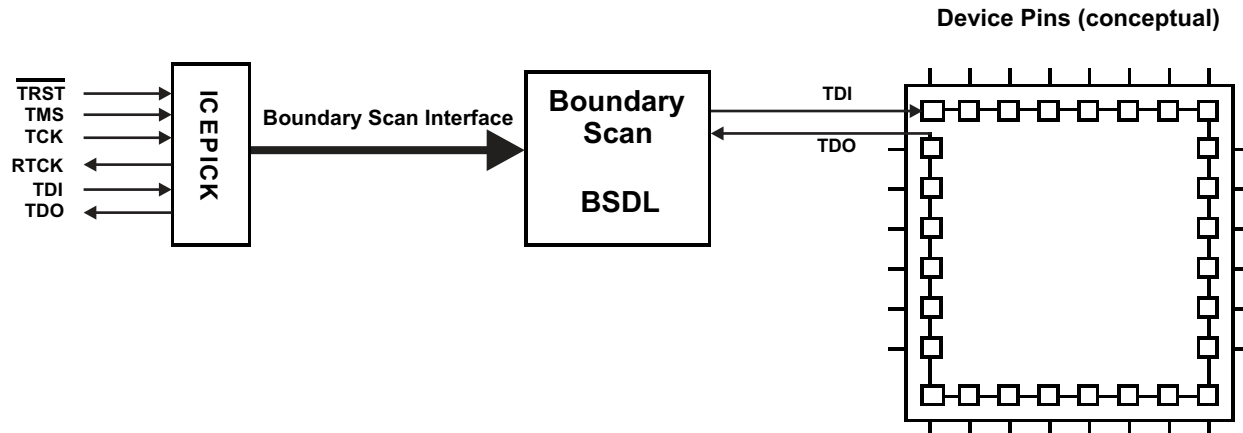 Device Pins (conceptual)
TRST
TMS
TCK
RTCK
TDI
TDO
ICEPICK
Boundary Scan Interface
Boundary
Scan
BSDL
TDI
TDO